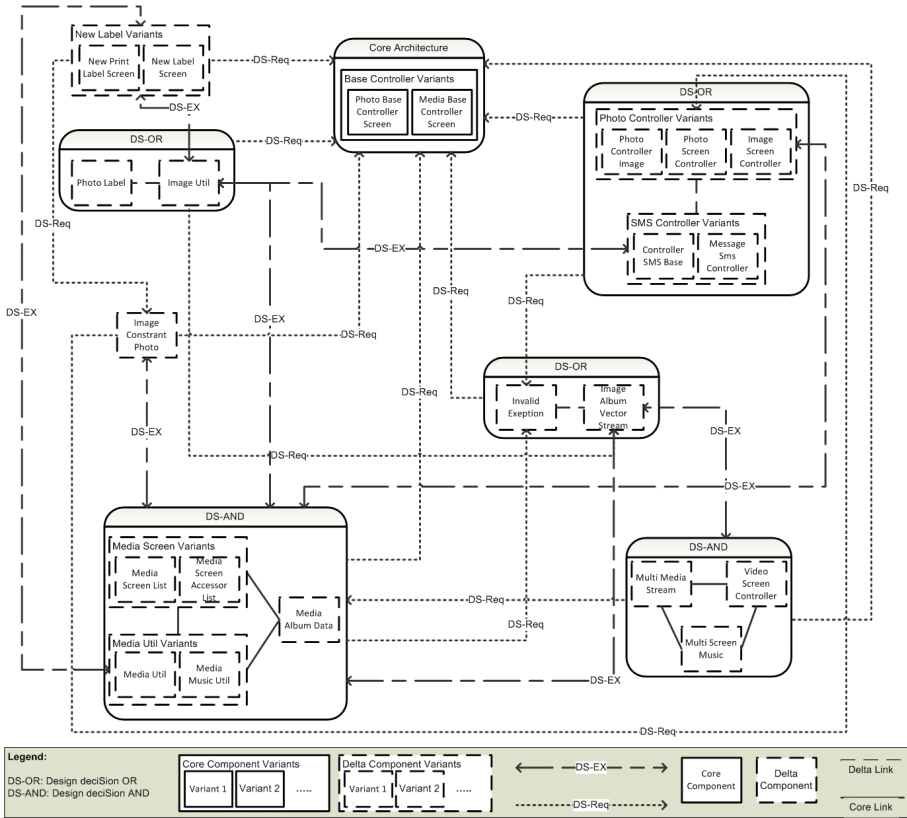 New Label Variants
New Print
Label Screen
New Label
Screen
DS-Req
Core Architecture
Base Controller Variants
Photo Base
Controller
Screen
Media Base
Controller
Screen
DS-EX
DS-OR
Photo Label
Image Util
DS-Req
DS-Req
DS-OR
Photo Controller Variants
Photo
Controller
Image
Photo
Screen
Controller
Image
Screen
Controller
SMS Controller Variants
Controller
SMS Base
Message
Sms
Controller
DS-Req
DS-Req
DS-EX
DS-Req
DS-Req
DS-EX
DS-EX
Image
Constrant
Photo
DS-Req
DS-Req
DS-OR
Invalid
Exeption
Image
Album
Vector
Stream
DS-EX
DS-EX
DS-Req
DS-EX
DS-AND
Media Screen Variants
Media
Screen List
Media
Screen
Accessor
List
Media
Album Data
Media Util Variants
Media Util
Media
Music Util
DS-AND
Multi Media
Stream
Video
Screen
Controller
Multi Screen
Music
DS-Req
DS-Req
DS-EX
DS-Req
Legend:
DS-OR: Design deciSion OR
DS-AND: Design deciSion AND
Core Component Variants
Variant 1
Variant 2
.....
Delta Component Variants
Variant 1
Variant 2
.....
DS-EX
DS-Req
Core
Component
Delta
Component
Delta Link
Core Link